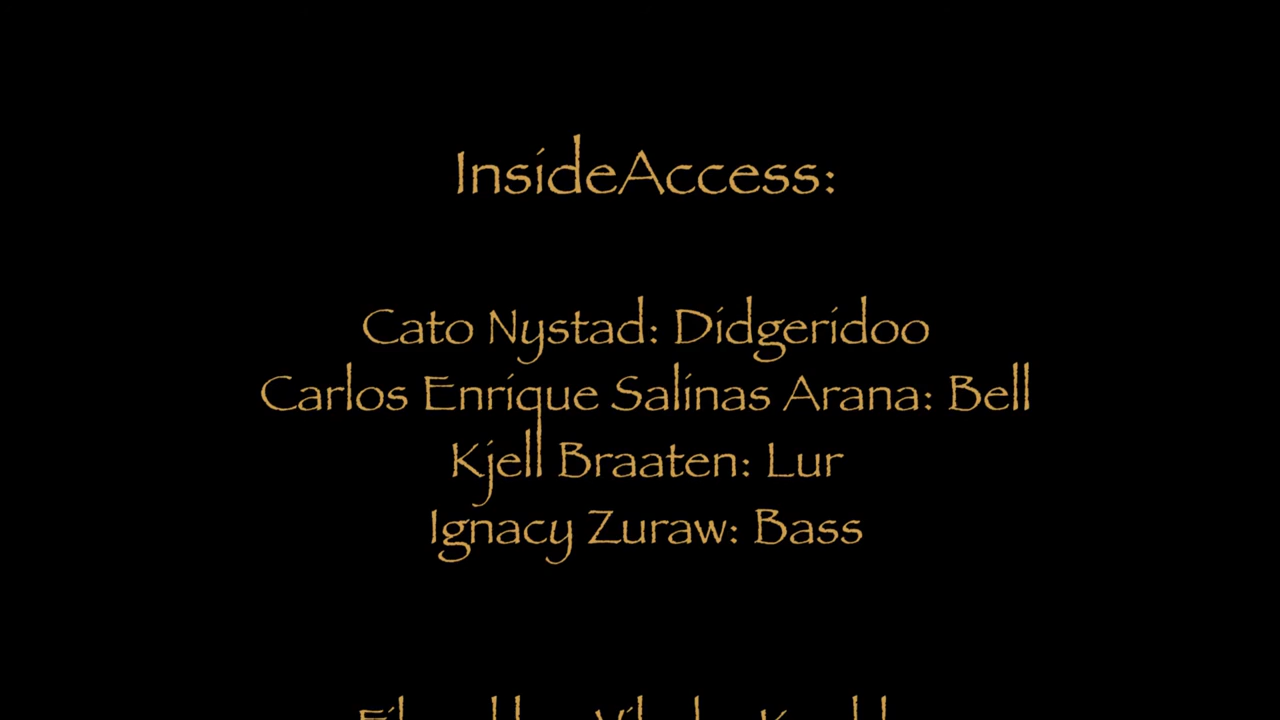 InsideAccess:
Cato Nystad: Didgeridoo
Carlos Enrique Salinas Arana: Bell
Kjell Braaten: Lur
Ignacy Zuraw: Bass